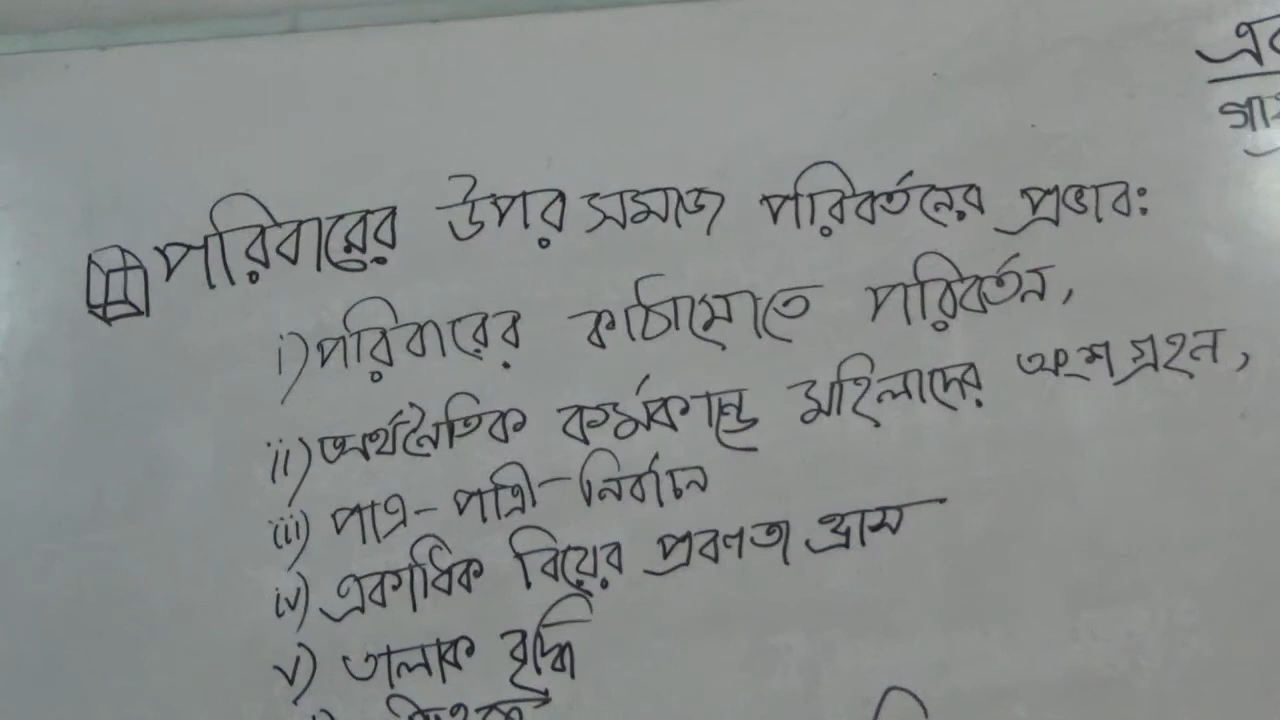 পরিবারের উপর সমাজ পরিবর্তনের প্রভাব:
i) পরিবারের কাঠামোতে পরিবর্তন,
ii) অর্থনৈতিক কর্মকান্ডে মহিলাদের অংশগ্রহন,
iii) পাত্র-পাত্রী-নির্বাচন
iv) একাধিক বিয়ের প্রবণতা হ্রাস
v) তালাক বৃদ্ধি